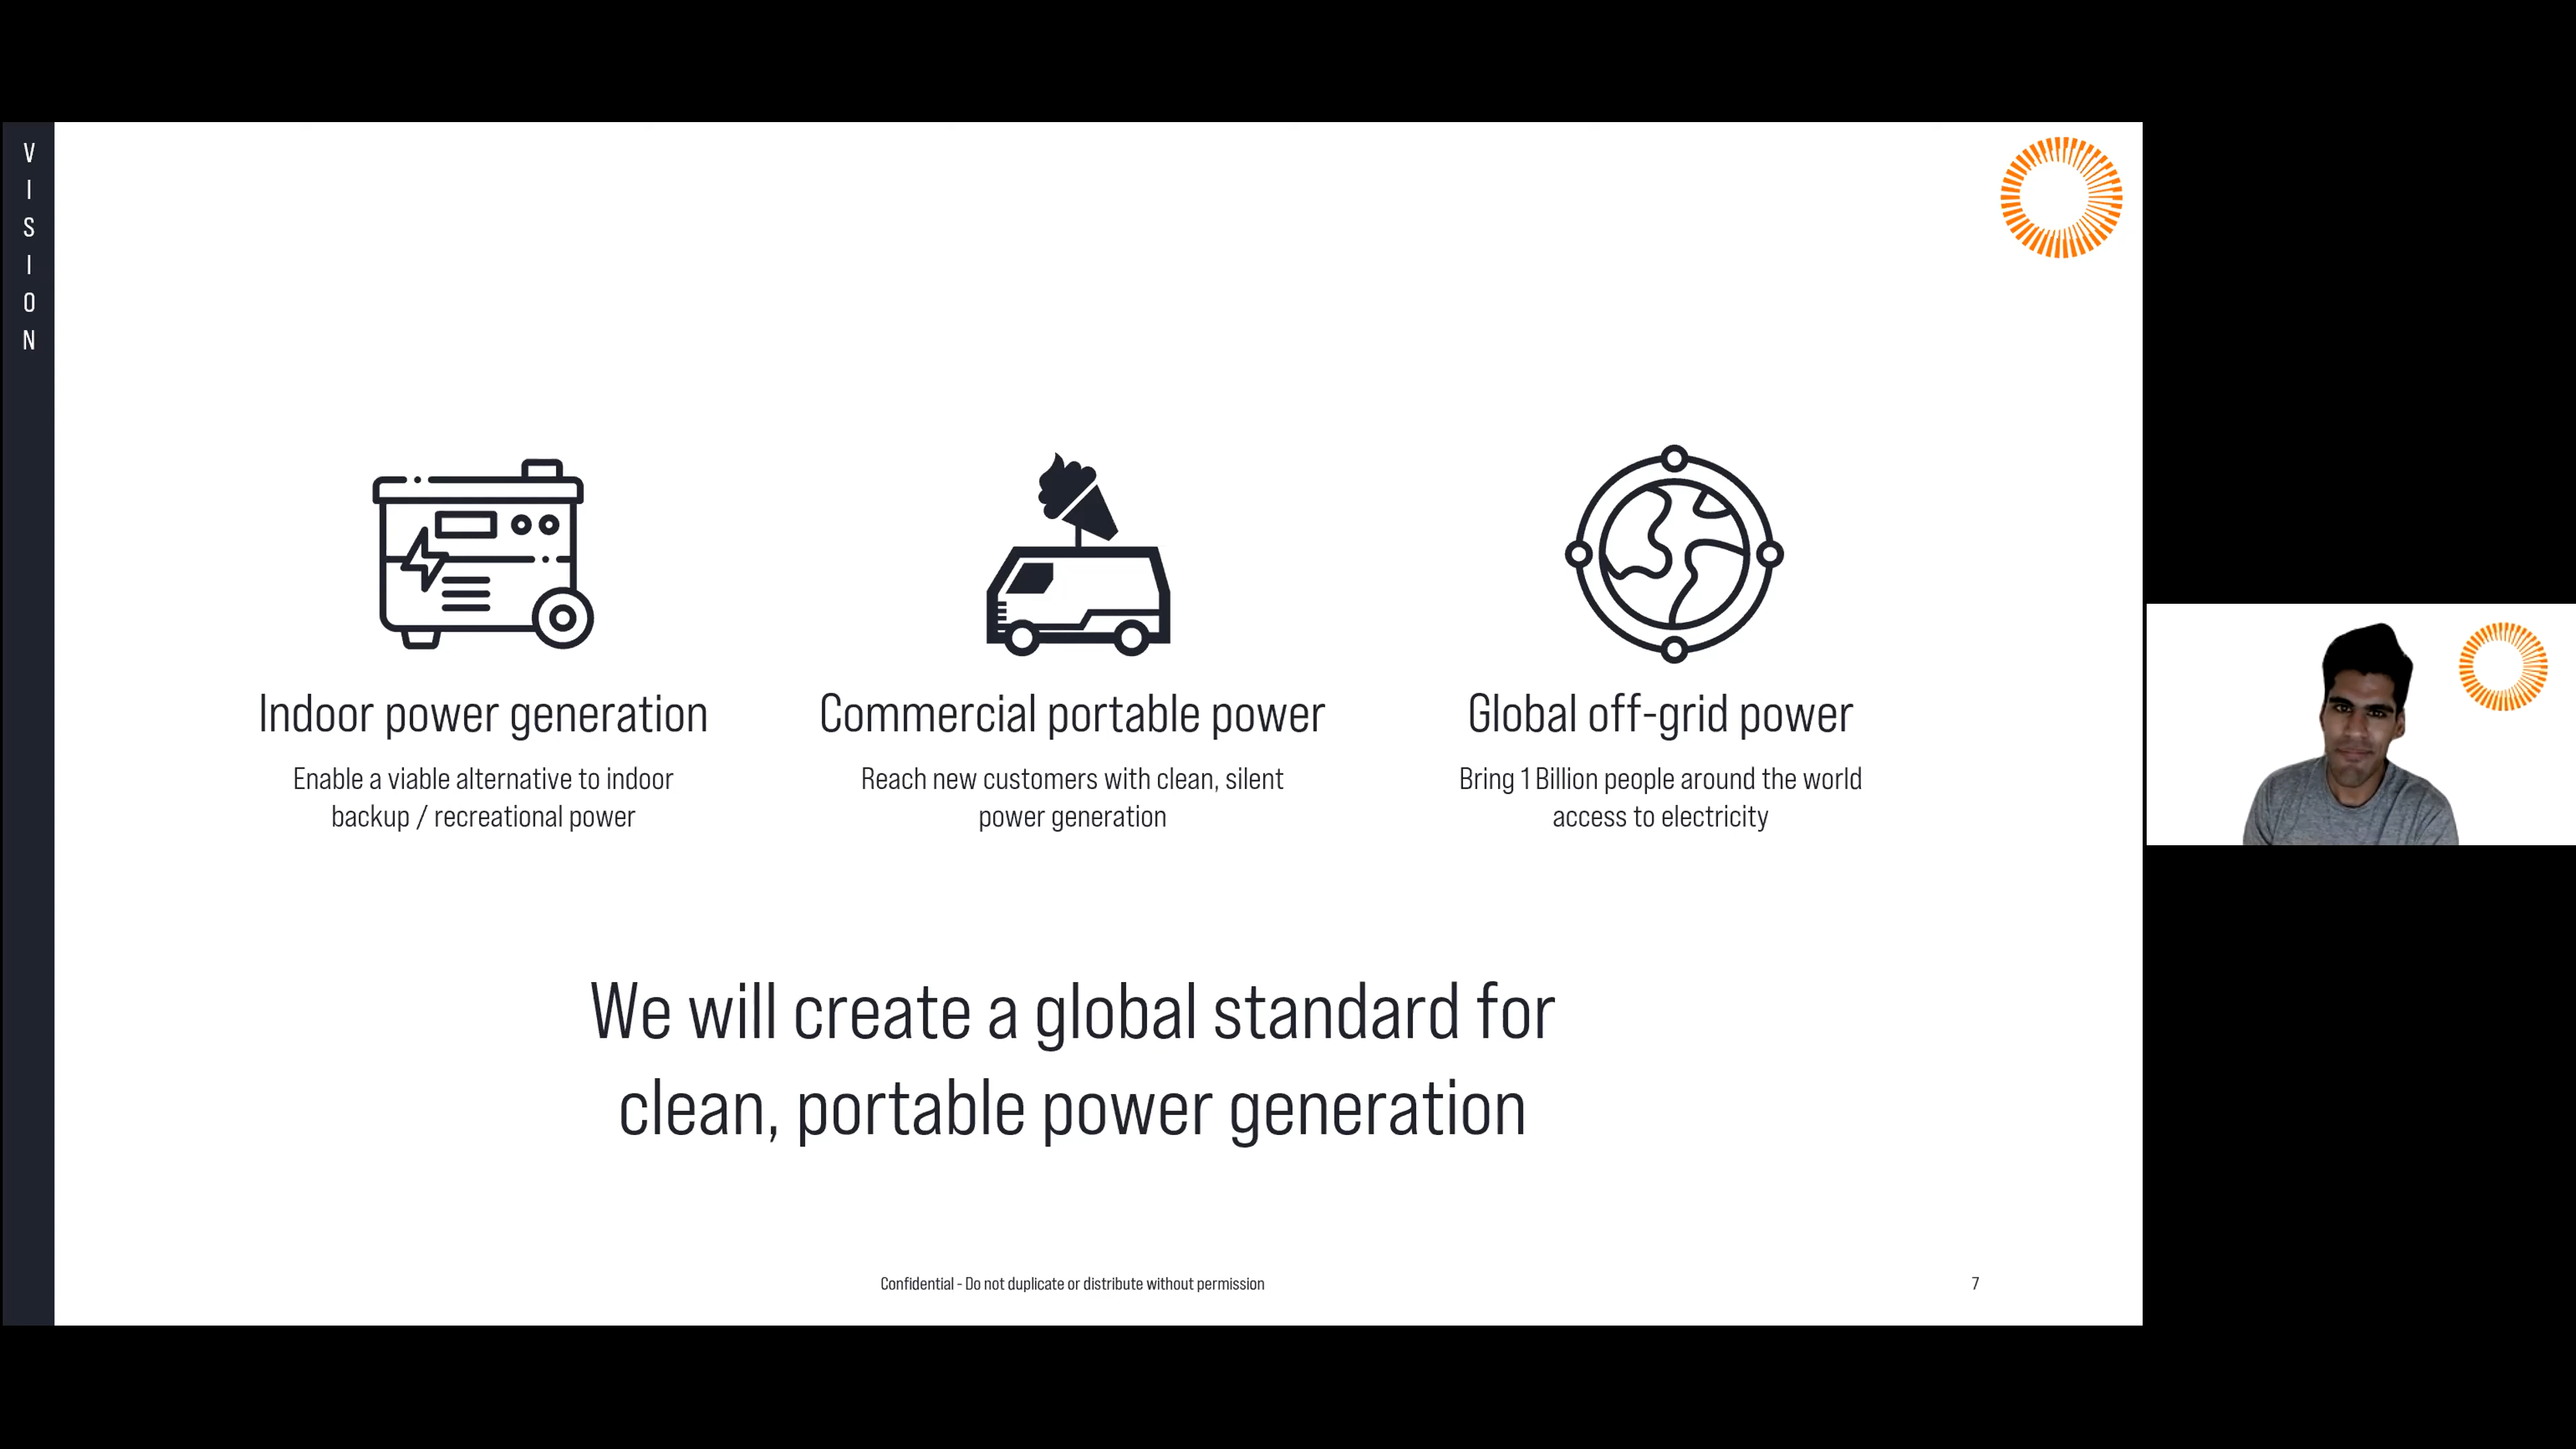 VISION
Indoor power generation
Enable a viable alternative to indoor
backup / recreational power
Commercial portable power
Reach new customers with clean, silent
power generation
Global off-grid power
Bring 1 Billion people around the world
access to electricity
We will create a global standard for
clean, portable power generation
Confidential - Do not duplicate or distribute without permission
7